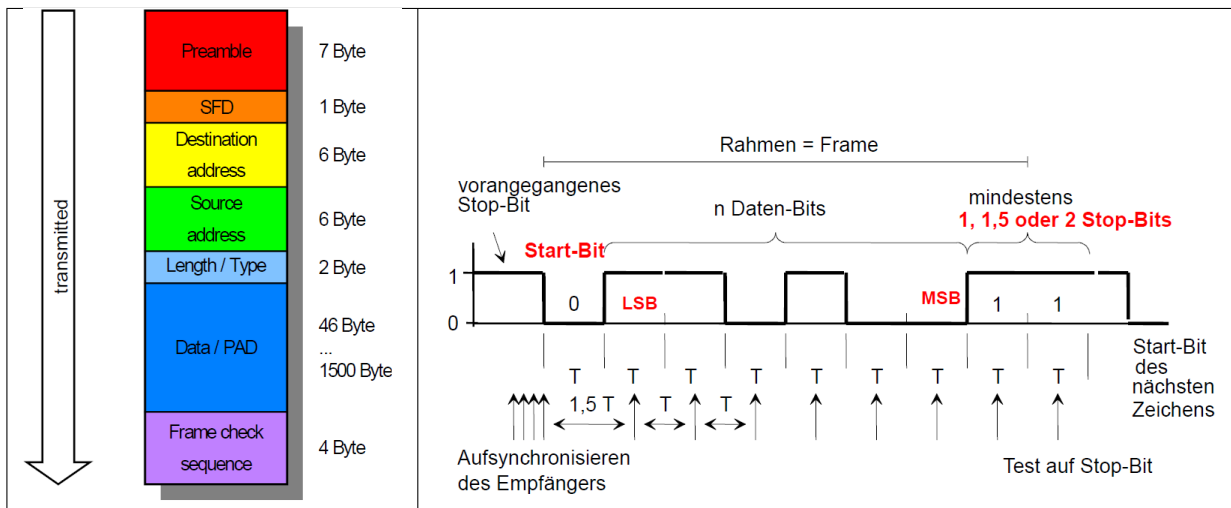 transmitted
Preamble
7 Byte
SFD
1 Byte
Destination
address
6 Byte
Source
address
6 Byte
Length / Type
2 Byte
Data / PAD
46 Byte
...
1500 Byte
Frame check
sequence
4 Byte
Rahmen = Frame
vorangegangenes
Stop-Bit
n Daten-Bits
mindestens
1, 1,5 oder 2 Stop-Bits
Start-Bit
1
0
0
LSB
MSB
1
1
T T T T T T T T T
1,5 T T T
Start-Bit
des
nächsten
Zeichens
Aufsynchronisieren
des Empfängers
Test auf Stop-Bit